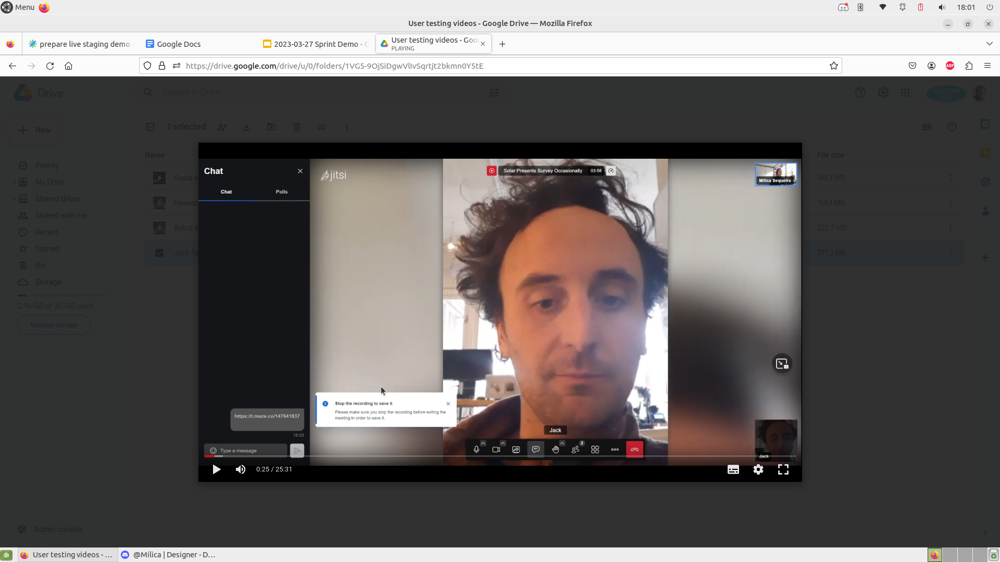 Menu
18:01
User testing videos - Google Drive — Mozilla Firefox
prepare live staging demo
Google Docs
2023-03-27 Sprint Demo -
User testing videos - Goo
PLAYING
https://drive.google.com/drive/u/0/folders/1VG5-9OjSiDgwVlIvSqrtjt2bkmn0Y5tE
ABP
Drive
Search in Drive
New
1 selected
Name
File size
Priority
My Drive
Shared drives
Shared with me
Recent
Starred
Bin
Storage
2.96 GB of 30 GB used
Manage storage
Admin console
Sadia A
148.1 MB
Haseeb
158.1 MB
Rebal A
222.7 MB
Jack Ta
371.3 MB
Chat
Chat
Polls
jitsi
Solar Presents Survey Occasionally
03:58
Milica Sequeira
https://t.maze.co/147641837
16:03
Type a message
Stop the recording to save it
Please make sure you stop the recording before exiting the
meeting in order to save it.
Jack
2
Jack
0:25 / 25:31
User testing videos - ...
@Milica | Designer - D...